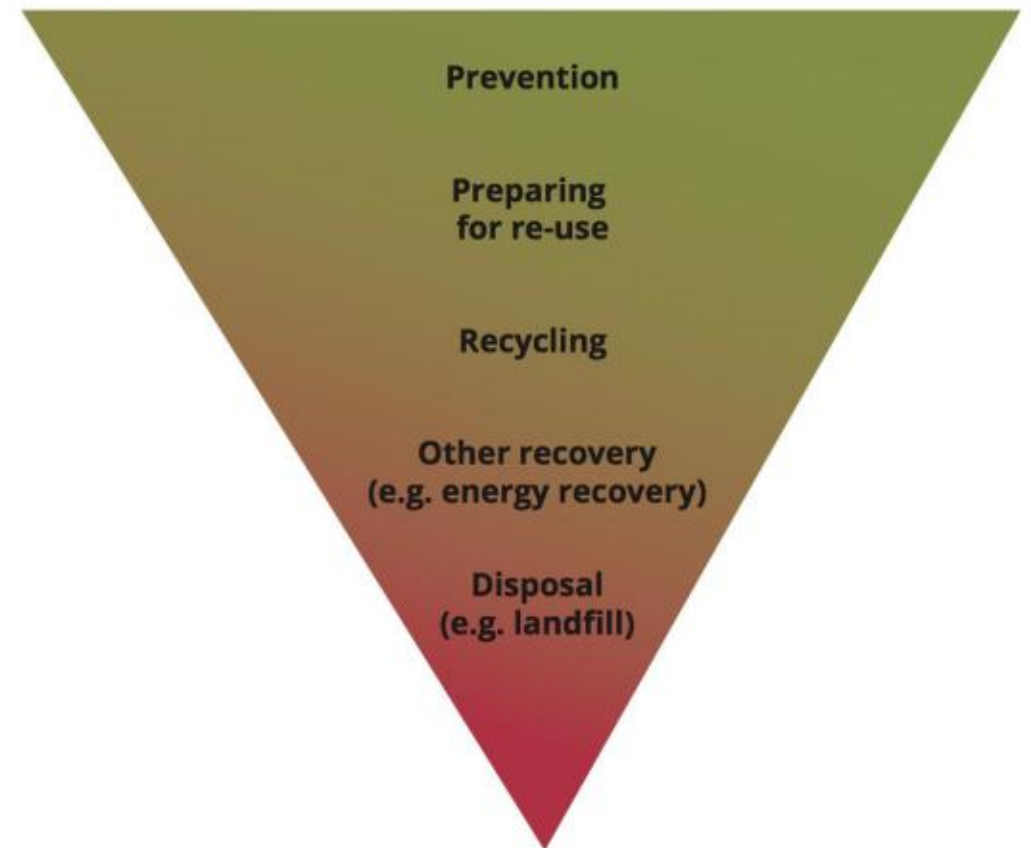 Prevention
Preparing
for re-use
Recycling
Other recovery
(e.g. energy recovery)
Disposal
(e.g. landfill)